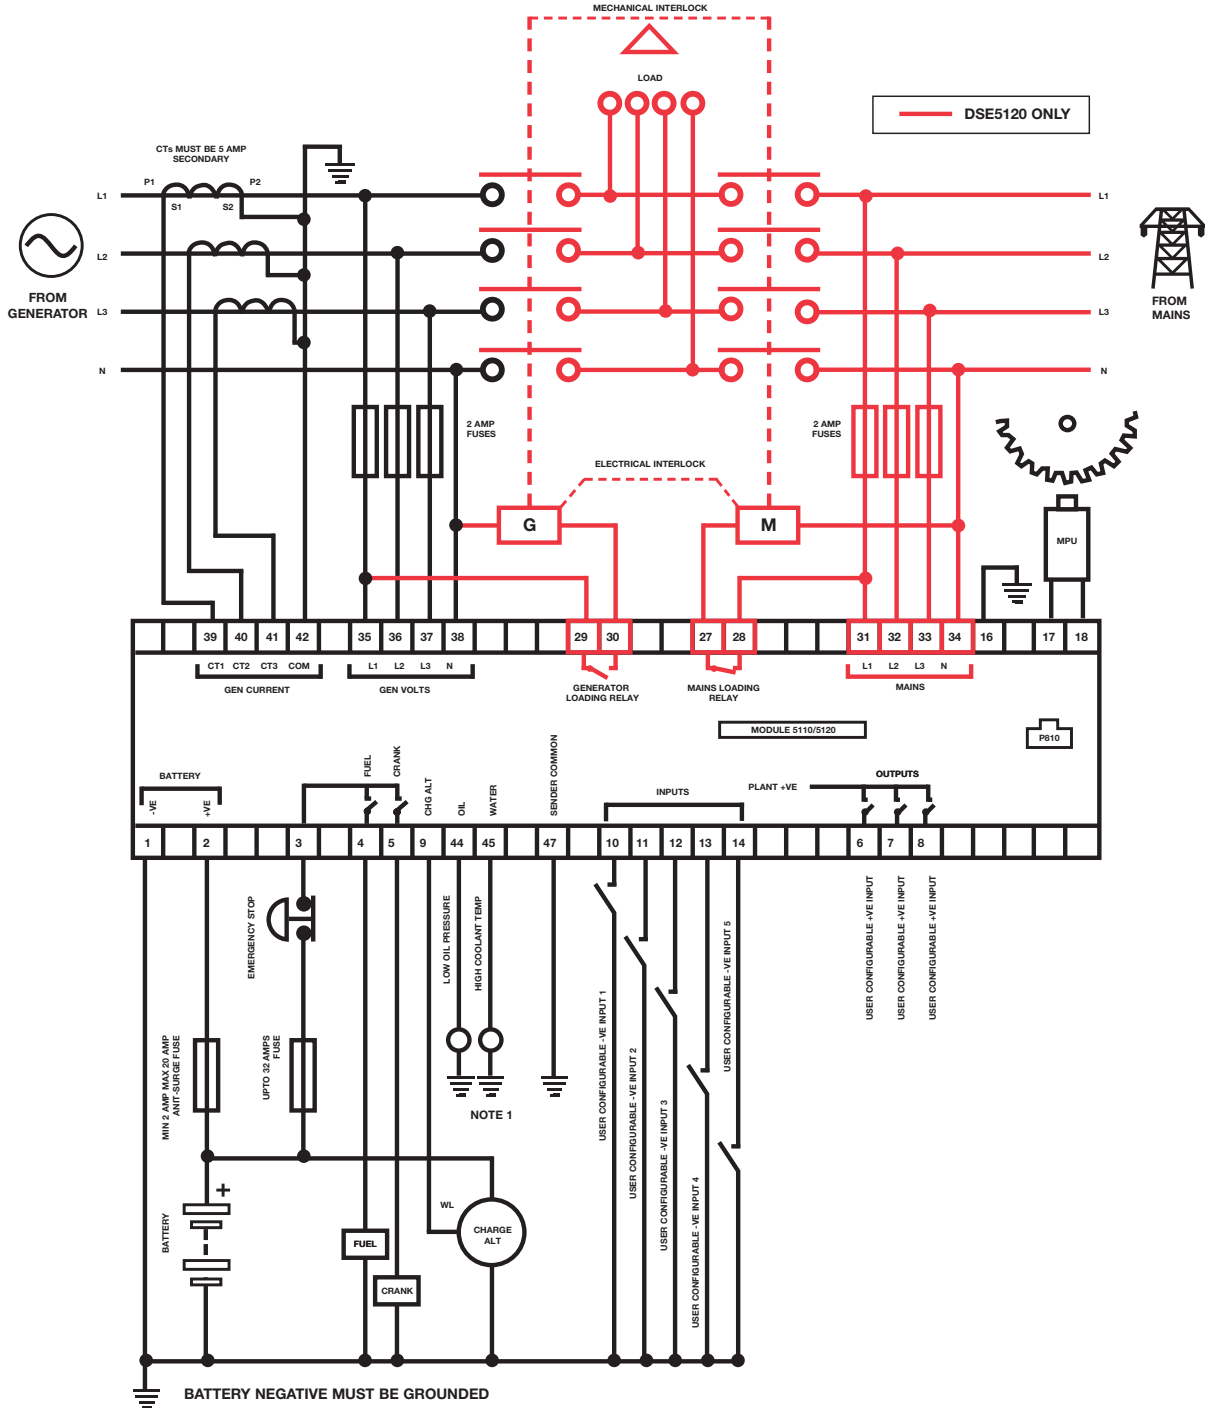 MECHANICAL INTERLOCK
LOAD
DSE5120 ONLY
CTs MUST BE 5 AMP
SECONDARY
P1
P2
S1
S2
L1
L2
L3
N
FROM
GENERATOR
L1
L2
L3
N
FROM
MAINS
2 AMP
FUSES
2 AMP
FUSES
ELECTRICAL INTERLOCK
G
M
MPU
39 40 41 42 35 36 37 38 29 30 27 28 31 32 33 34 16 17 18
CT1 CT2 CT3 COM
GEN CURRENT
L1 L2 L3 N
GEN VOLTS
GENERATOR
LOADING RELAY
MAINS LOADING
RELAY
L1 L2 L3 N
MAINS
MODULE 5110/5120
P810
BATTERY
-VE
+VE
FUEL
CRANK
CHG ALT
OIL
WATER
SENDER COMMON
INPUTS
PLANT +VE
OUTPUTS
1 2 3 4 5 9 44 45 47 10 11 12 13 14 6 7 8
EMERGENCY STOP
LOW OIL PRESSURE
HIGH COOLANT TEMP
USER CONFIGURABLE -VE INPUT 1
USER CONFIGURABLE -VE INPUT 2
USER CONFIGURABLE -VE INPUT 3
USER CONFIGURABLE -VE INPUT 4
USER CONFIGURABLE -VE INPUT 5
USER CONFIGURABLE +VE INPUT
USER CONFIGURABLE +VE INPUT
USER CONFIGURABLE +VE INPUT
MIN 2 AMP MAX 20 AMP
ANIT-SURGE FUSE
UPTO 32 AMPS
FUSE
NOTE 1
BATTERY
+
WL
CHARGE
ALT
FUEL
CRANK
BATTERY NEGATIVE MUST BE GROUNDED